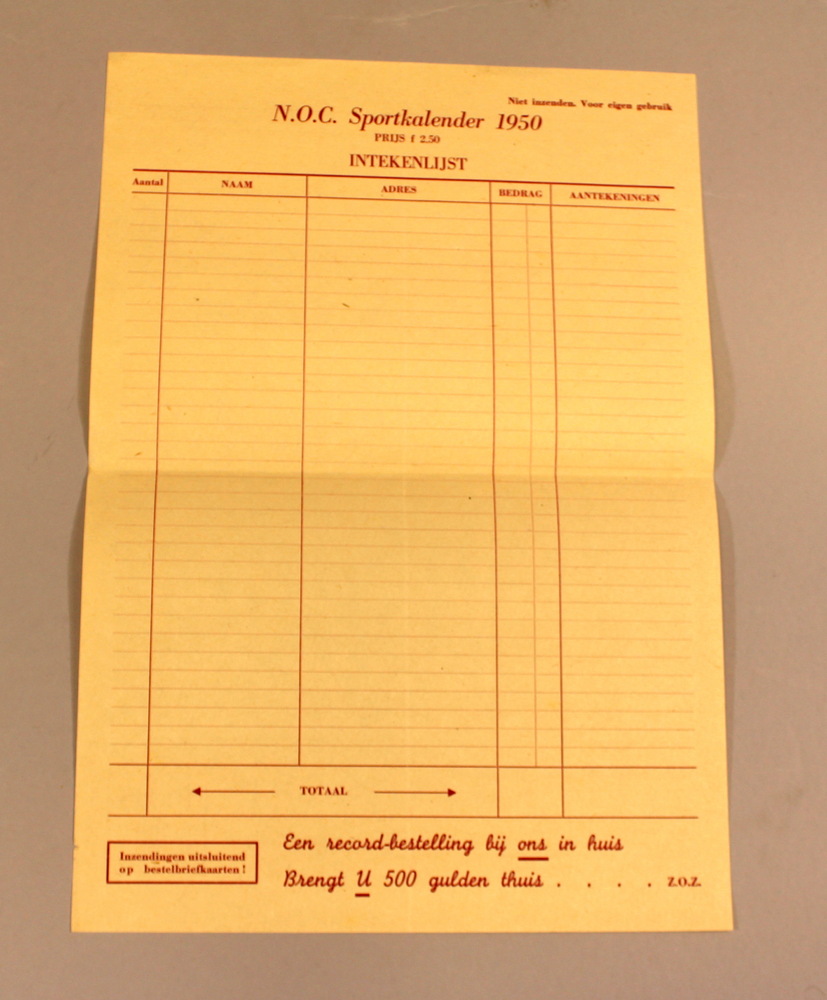 Niet inzenden. Voor eigen gebruik
N.O.C. Sportkalender 1950
PRIJS f 2.50
INTEKENLIJST
Aantal NAAM ADRES BEDRAG AANTEKENINGEN
TOTAAL
Inzendingen uitsluitend
op bestelbriefkaarten!
Een record-bestelling bij ons in huis
Brengt U 500 gulden thuis . . . . Z.O.Z.